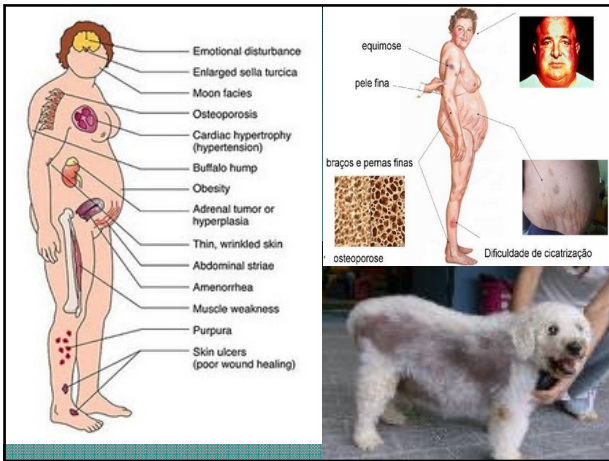 Emotional disturbance
Enlarged sella turcica
Moon facies
Osteoporosis
Cardiac hypertrophy
(hypertension)
Buffalo hump
Obesity
Adrenal tumor or
hyperplasia
Thin, wrinkled skin
Abdominal striae
Amenorrhea
Muscle weakness
Purpura
Skin ulcers
(poor wound healing)
equimose
pele fina
braços e pernas finas
osteoporose
Dificuldade de cicatrização